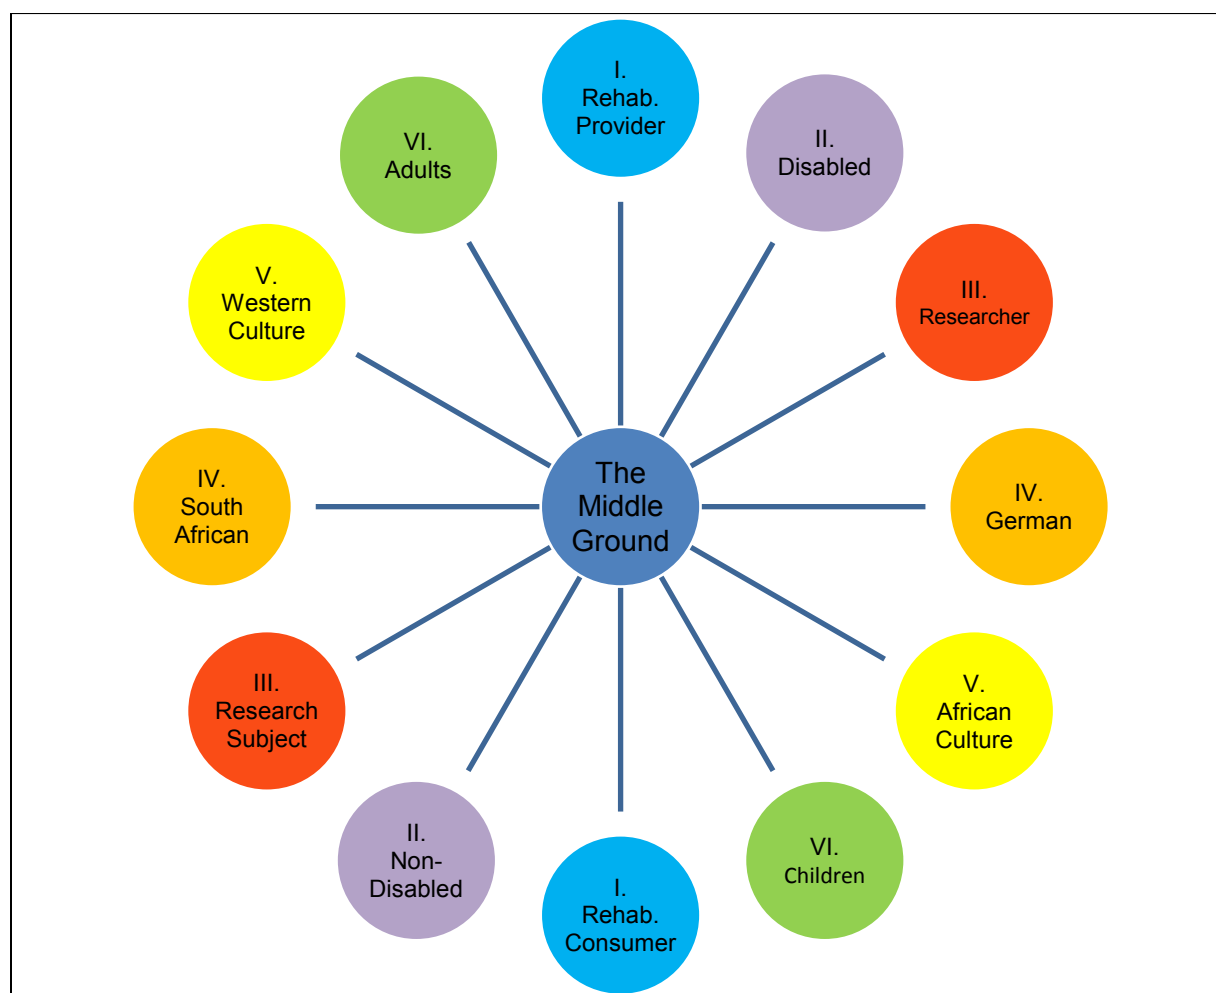 I.
Rehab.
Provider
II.
Disabled
III.
Researcher
IV.
German
V.
African
Culture
VI.
Children
I.
Rehab.
Consumer
II.
Non-
Disabled
III.
Research
Subject
IV.
South
African
V.
Western
Culture
VI.
Adults
The
Middle
Ground